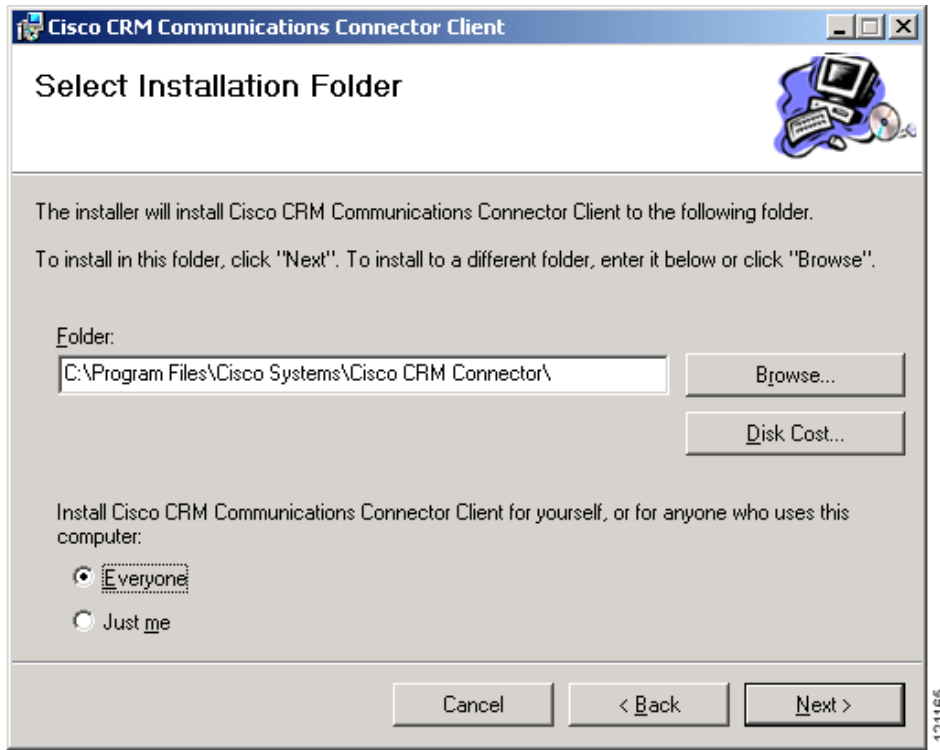 Cisco CRM Communications Connector Client
Select Installation Folder
The installer will install Cisco CRM Communications Connector Client to the following folder.
To install in this folder, click "Next". To install to a different folder, enter it below or click "Browse".
Folder:
C:\Program Files\Cisco Systems\Cisco CRM Connector\
Browse...
Disk Cost...
Install Cisco CRM Communications Connector Client for yourself, or for anyone who uses this
computer:
Everyone
Just me
Cancel
< Back
Next >
121165